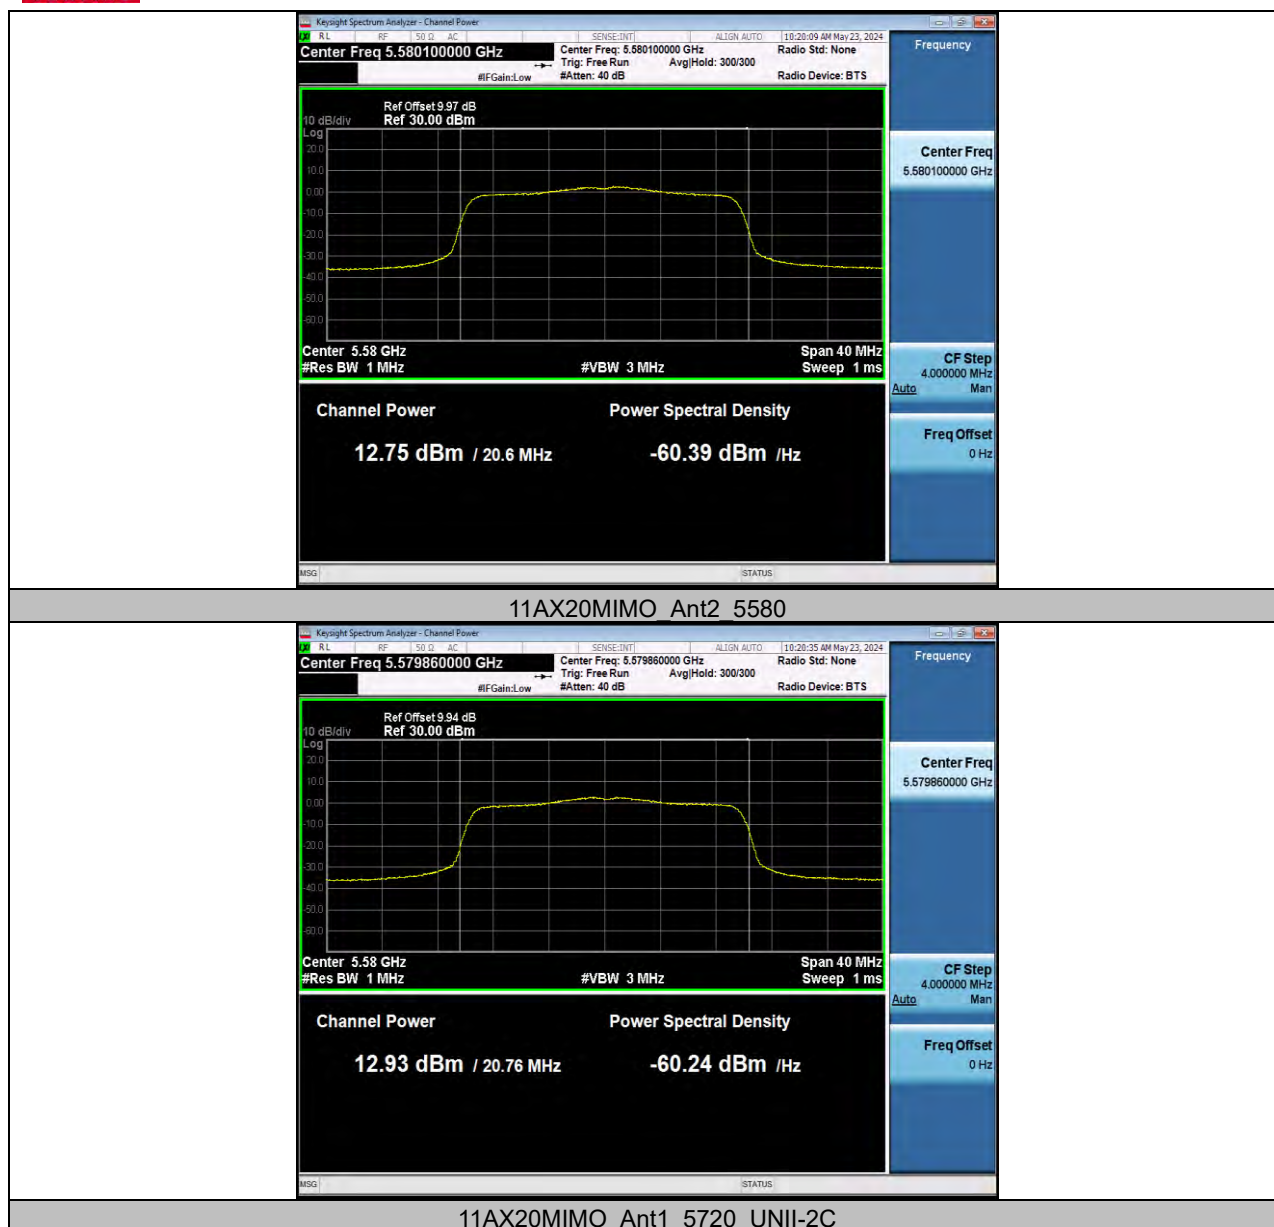 Keysight Spectrum Analyzer - Channel Power
RL RF 50 Ω AC SENSE:INT ALIGN AUTO 10:20:09 AM May 23, 2024
Center Freq 5.580100000 GHz
Center Freq: 5.580100000 GHz
Radio Std: None
Trig: Free Run Avg|Hold: 300/300
#IFGain:Low
#Atten: 40 dB
Radio Device: BTS
Frequency
Ref Offset 9.97 dB
10 dB/div Ref 30.00 dBm
Log
20.0
10.0
0.00
-10.0
-20.0
-30.0
-40.0
-50.0
-60.0
Center 5.58 GHz Span 40 MHz
#Res BW 1 MHz #VBW 3 MHz Sweep 1 ms
Center Freq
5.580100000 GHz
CF Step
4.000000 MHz
Auto Man
Freq Offset
0 Hz
Channel Power Power Spectral Density
12.75 dBm / 20.6 MHz -60.39 dBm /Hz
MSG STATUS
11AX20MIMO_Ant2_5580
Keysight Spectrum Analyzer - Channel Power
RL RF 50 Ω AC SENSE:INT ALIGN AUTO 10:20:35 AM May 23, 2024
Center Freq 5.579860000 GHz
Center Freq: 5.579860000 GHz
Radio Std: None
Trig: Free Run Avg|Hold: 300/300
#IFGain:Low
#Atten: 40 dB
Radio Device: BTS
Frequency
Ref Offset 9.94 dB
10 dB/div Ref 30.00 dBm
Log
20.0
10.0
0.00
-10.0
-20.0
-30.0
-40.0
-50.0
-60.0
Center 5.58 GHz Span 40 MHz
#Res BW 1 MHz #VBW 3 MHz Sweep 1 ms
Center Freq
5.579860000 GHz
CF Step
4.000000 MHz
Auto Man
Freq Offset
0 Hz
Channel Power Power Spectral Density
12.93 dBm / 20.76 MHz -60.24 dBm /Hz
MSG STATUS
11AX20MIMO_Ant1_5720_UNII-2C